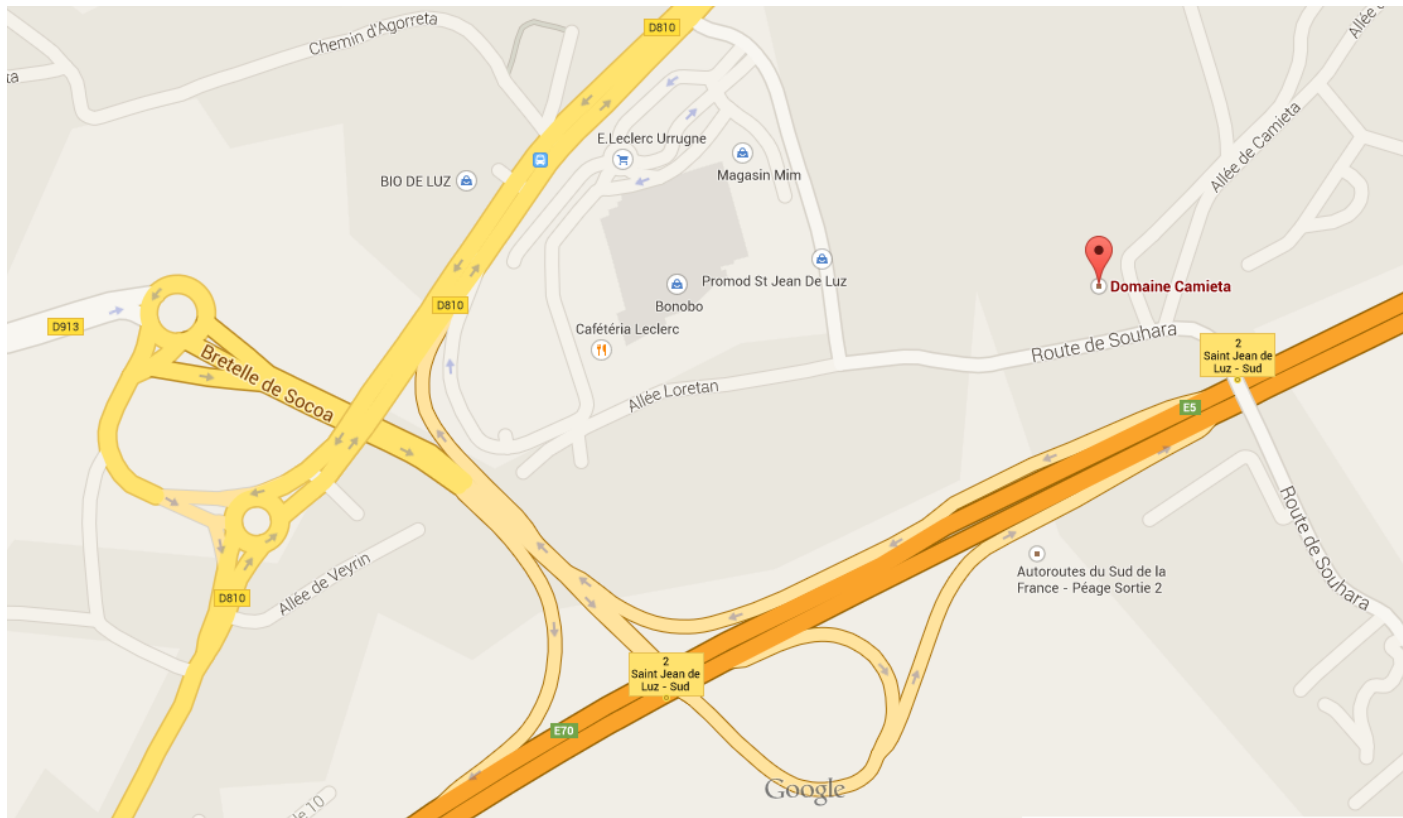 D810
Chemin d'Agorreta
ta
E.Leclerc Urrugne
Magasin Mim
BIO DE LUZ
Allée de Camieta
Domaine Camieta
Promod St Jean De Luz
Bonobo
D810
D913
Cafétéria Leclerc
Bretelle de Socoa
Route de Souhara
2
Saint Jean de
Luz - Sud
Allée Loretan
E5
Route de Souhara
Autoroutes du Sud de la
France - Péage Sortie 2
Allée de Veyrin
D810
2
Saint Jean de
Luz - Sud
E70
Google